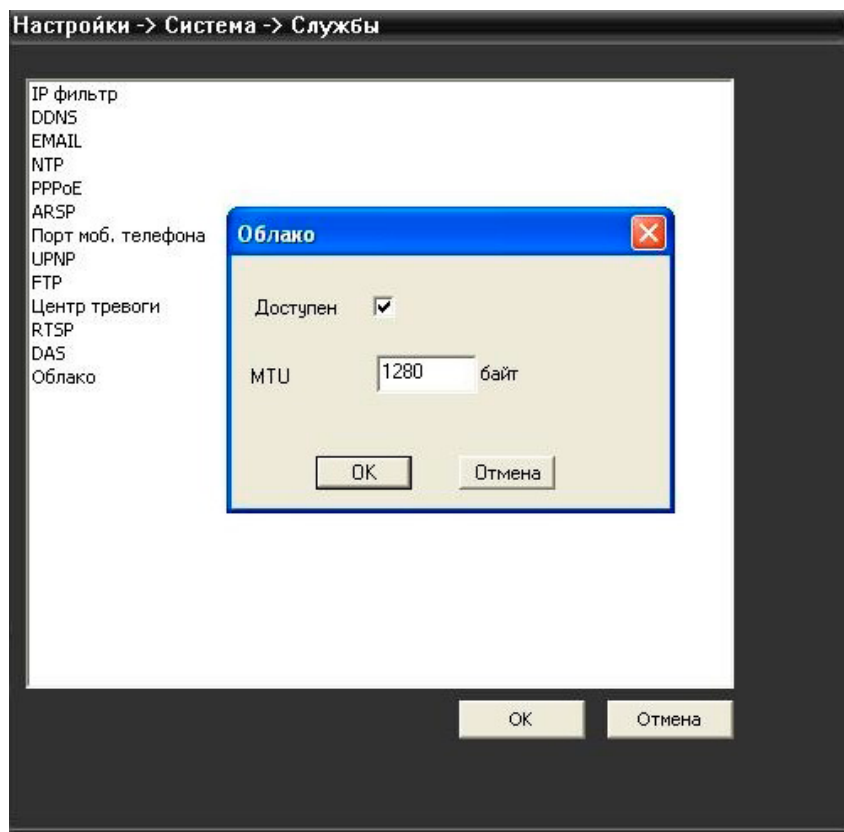 Настройки -> Система -> Службы
IP фильтр
DDNS
EMAIL
NTP
PPPoE
ARSP
Порт моб. телефона
UPNP
FTP
Центр тревоги
RTSP
DAS
Облако
Облако
Доступен
MTU 1280 байт
OK Отмена
OK Отмена